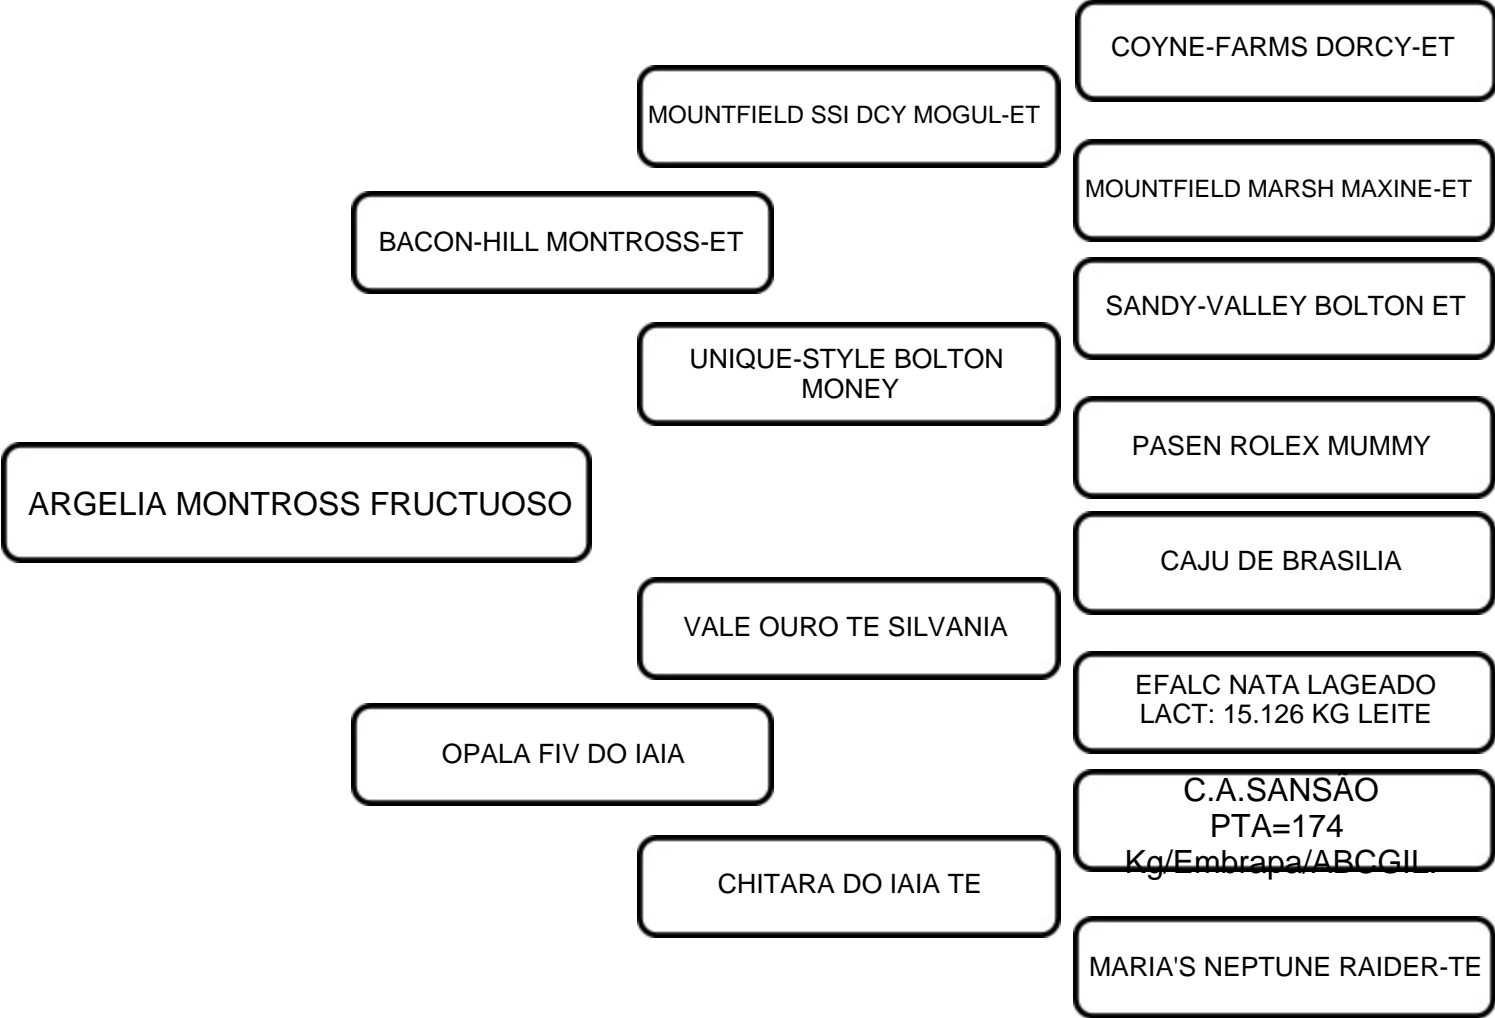 COYNE-FARMS DORCY-ET
MOUNTFIELD SSI DCY MOGUL-ET
MOUNTFIELD MARSH MAXINE-ET
BACON-HILL MONTROSS-ET
SANDY-VALLEY BOLTON ET
UNIQUE-STYLE BOLTON
MONEY
PASEN ROLEX MUMMY
ARGELIA MONTROSS FRUCTUOSO
CAJU DE BRASILIA
VALE OURO TE SILVANIA
EFALC NATA LAGEADO
LACT: 15.126 KG LEITE
OPALA FIV DO IAIA
C.A.SANSÃO
PTA=174
Kg/Embrapa/ABCGIL.
CHITARA DO IAIA TE
MARIA'S NEPTUNE RAIDER-TE